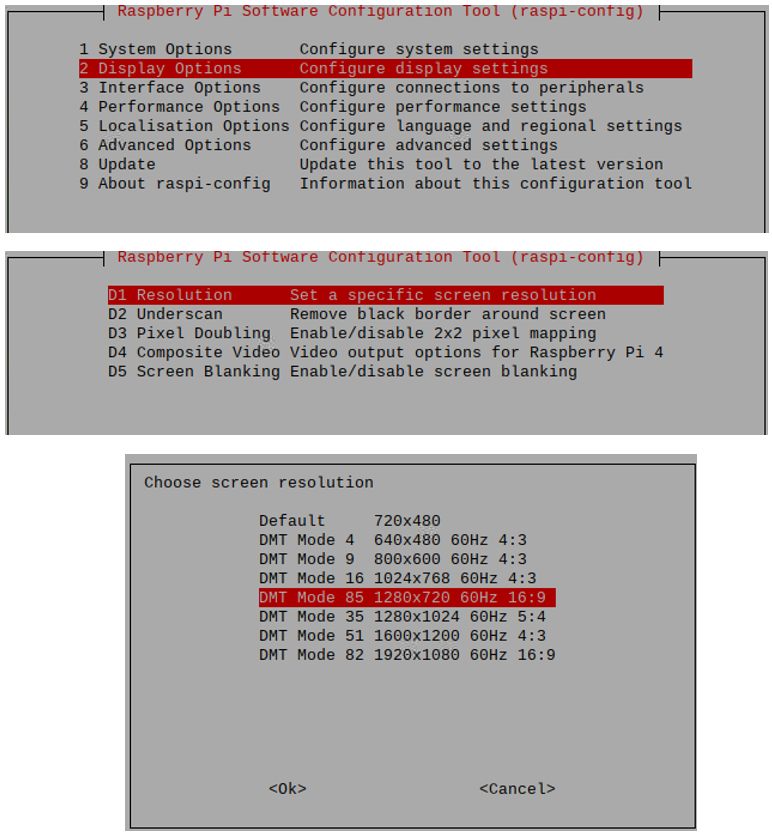 Raspberry Pi Software Configuration Tool (raspi-config)
1 System Options Configure system settings
2 Display Options Configure display settings
3 Interface Options Configure connections to peripherals
4 Performance Options Configure performance settings
5 Localisation Options Configure language and regional settings
6 Advanced Options Configure advanced settings
8 Update Update this tool to the latest version
9 About raspi-config Information about this configuration tool
Raspberry Pi Software Configuration Tool (raspi-config)
D1 Resolution Set a specific screen resolution
D2 Underscan Remove black border around screen
D3 Pixel Doubling Enable/disable 2x2 pixel mapping
D4 Composite Video Video output options for Raspberry Pi 4
D5 Screen Blanking Enable/disable screen blanking
Choose screen resolution
Default 720x480
DMT Mode 4 640x480 60Hz 4:3
DMT Mode 9 800x600 60Hz 4:3
DMT Mode 16 1024x768 60Hz 4:3
DMT Mode 85 1280x720 60Hz 16:9
DMT Mode 35 1280x1024 60Hz 5:4
DMT Mode 51 1600x1200 60Hz 4:3
DMT Mode 82 1920x1080 60Hz 16:9
<Ok> <Cancel>